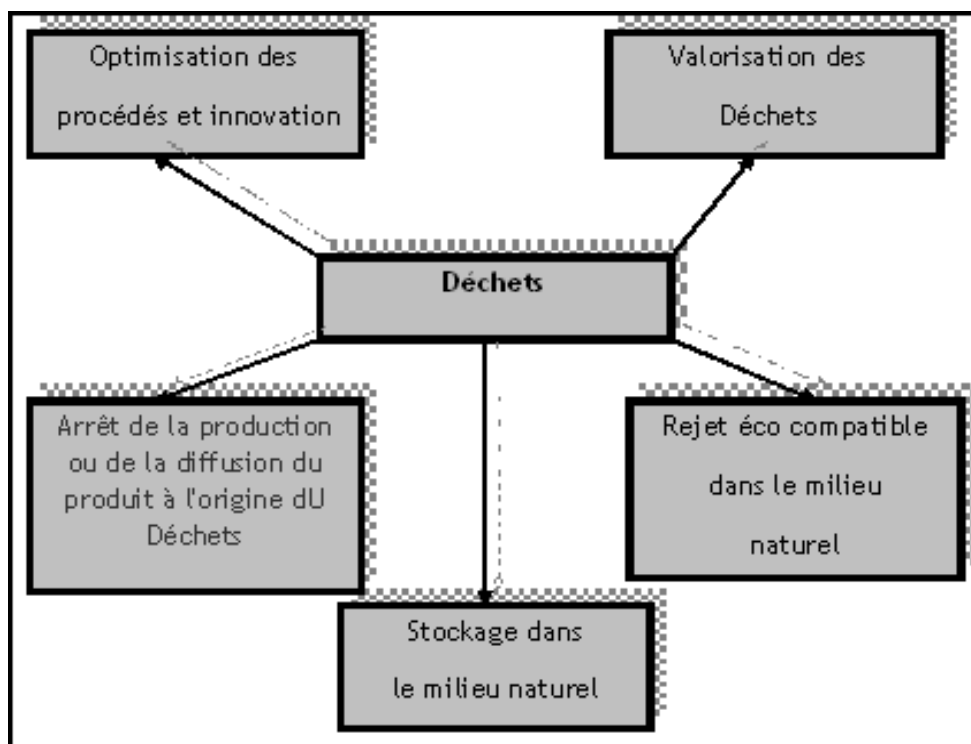 Optimisation des
procédés et innovation
Valorisation des
Déchets
Déchets
Arrêt de la production
ou de la diffusion du
produit à l'origine dU
Déchets
Rejet éco compatible
dans le milieu
naturel
Stockage dans
le milieu naturel